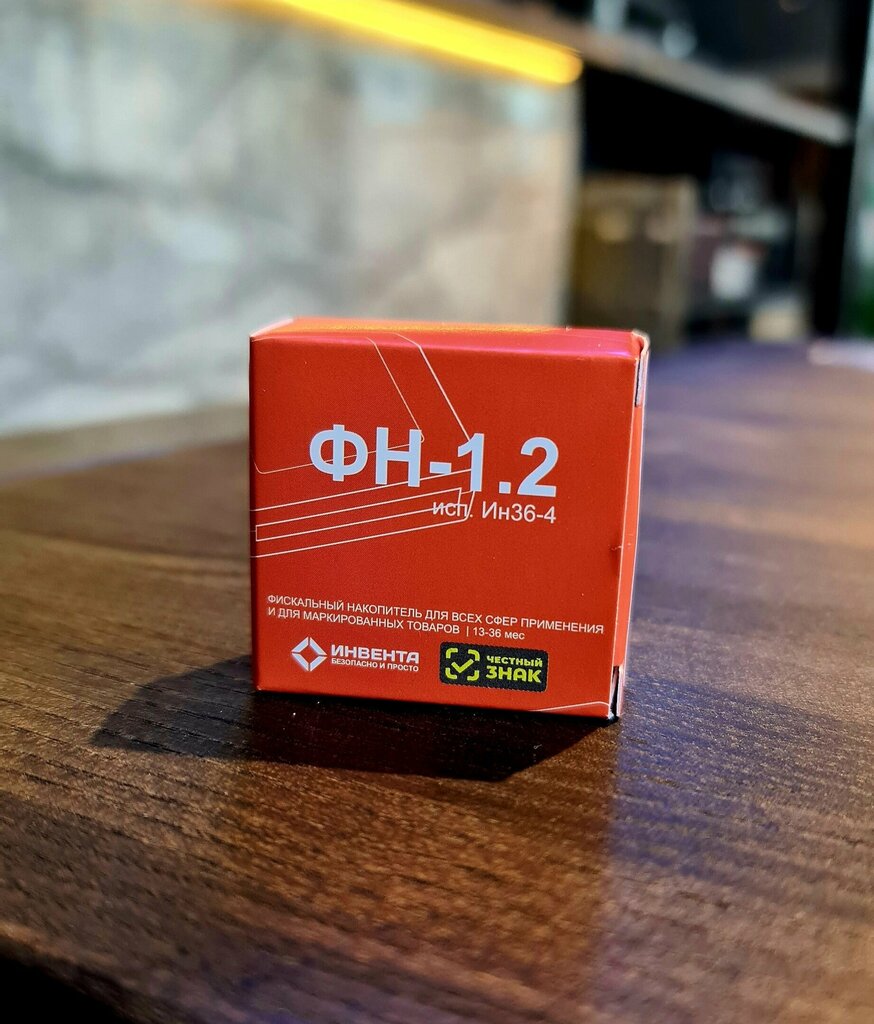 ФН-1.2
исп. Ин36-4
ФИСКАЛЬНЫЙ НАКОПИТЕЛЬ ДЛЯ ВСЕХ СФЕР ПРИМЕНЕНИЯ
И ДЛЯ МАРКИРОВАННЫХ ТОВАРОВ | 13-36 мес
ИНВЕНТА
БЕЗОПАСНО И ПРОСТО
ЧЕСТНЫЙ
ЗНАК